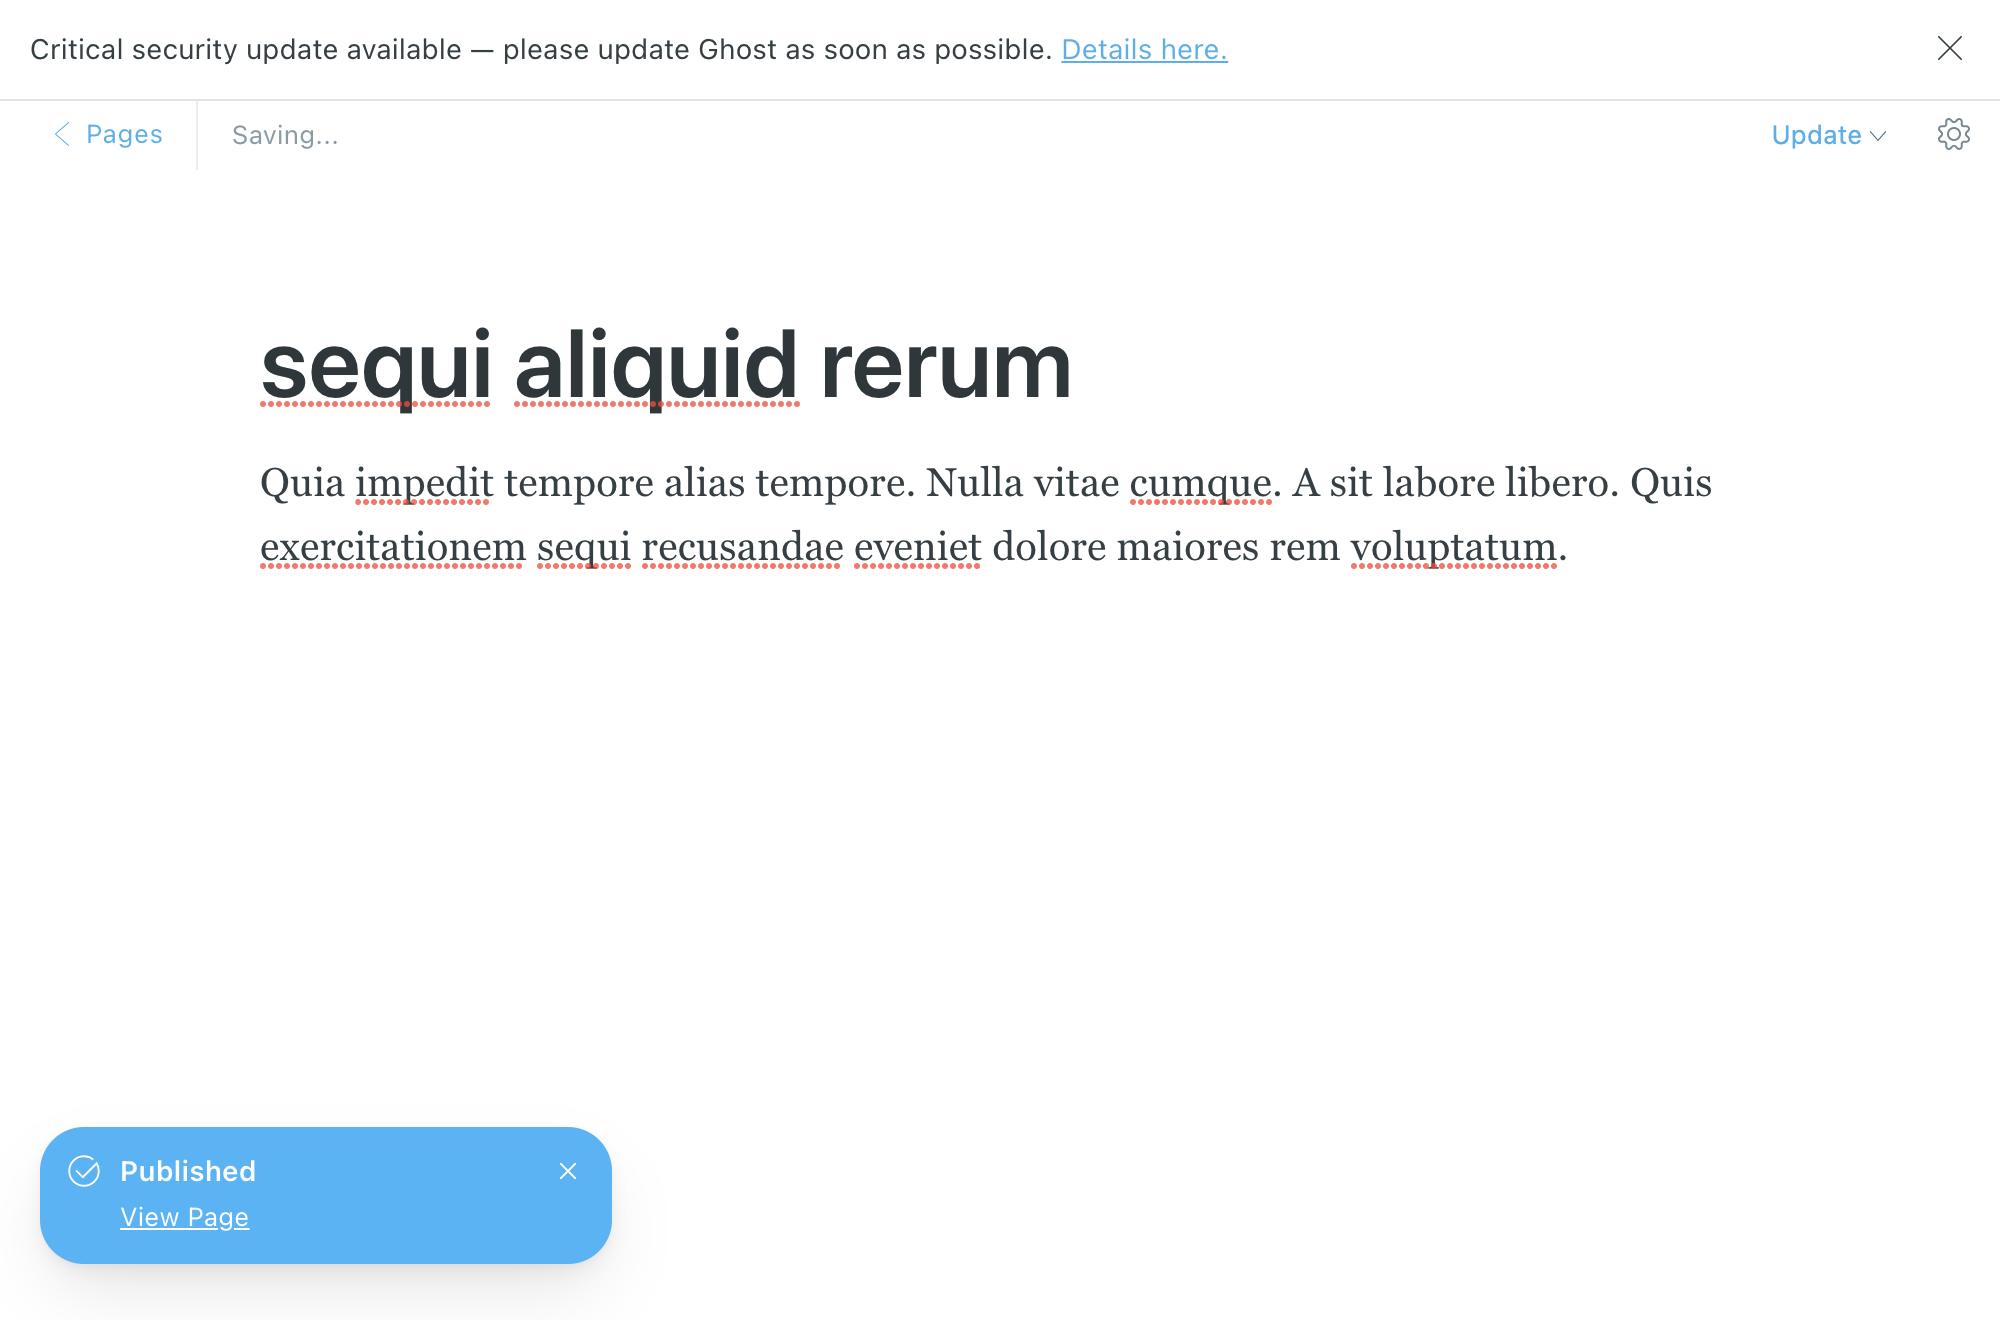 Critical security update available — please update Ghost as soon as possible. Details here.
Pages
Saving...
Update
sequi aliquid rerum
Quia impedit tempore alias tempore. Nulla vitae cumque. A sit labore libero. Quis
exercitationem sequi recusandae eveniet dolore maiores rem voluptatum.
Published
View Page